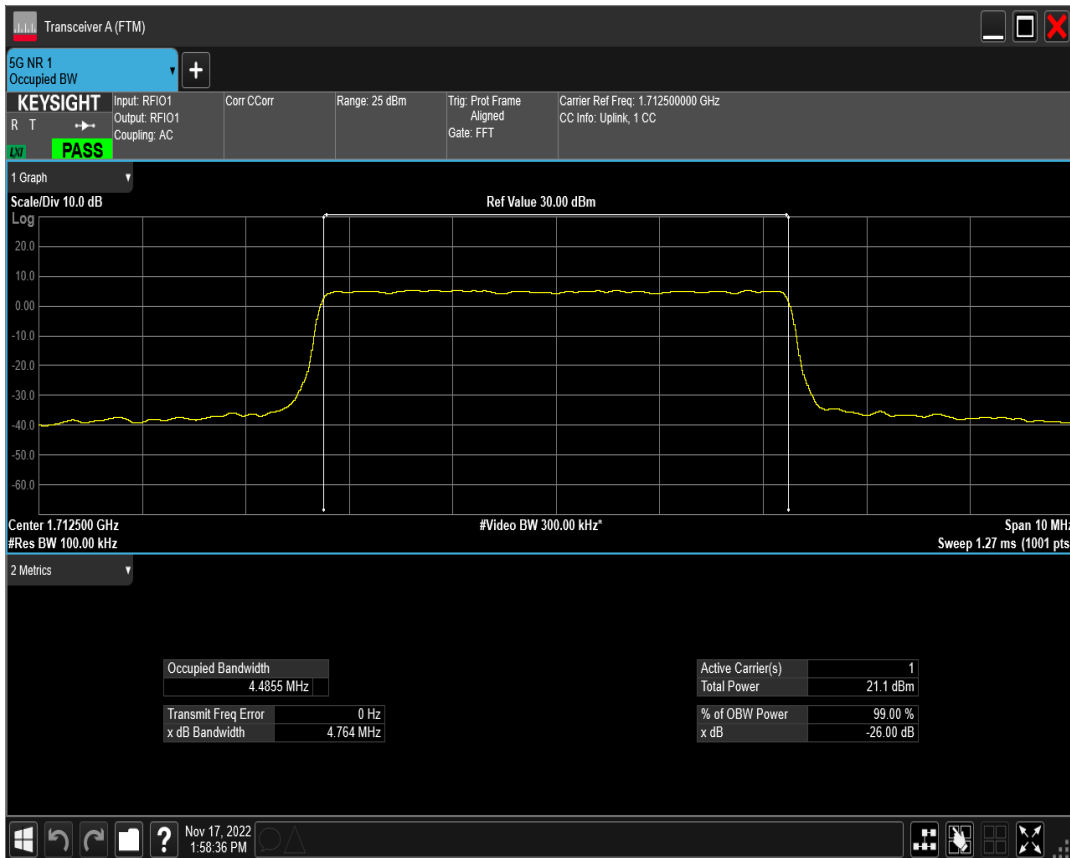 Transceiver A (FTM)
5G NR 1
Occupied BW
+
KEYSIGHT
R T
LXI
PASS
Input: RFIO1
Output: RFIO1
Coupling: AC
Corr CCorr
Range: 25 dBm
Trig: Prot Frame
Aligned
Gate: FFT
Carrier Ref Freq: 1.712500000 GHz
CC Info: Uplink, 1 CC
1 Graph
Scale/Div 10.0 dB
Ref Value 30.00 dBm
Log
20.0
10.0
0.00
-10.0
-20.0
-30.0
-40.0
-50.0
-60.0
Center 1.712500 GHz
#Video BW 300.00 kHz*
Span 10 MHz
#Res BW 100.00 kHz
Sweep 1.27 ms (1001 pts
2 Metrics
Occupied Bandwidth
4.4855 MHz
Transmit Freq Error 0 Hz
x dB Bandwidth 4.764 MHz
Active Carrier(s) 1
Total Power 21.1 dBm
% of OBW Power 99.00 %
x dB -26.00 dB
?
Nov 17, 2022
1:58:36 PM